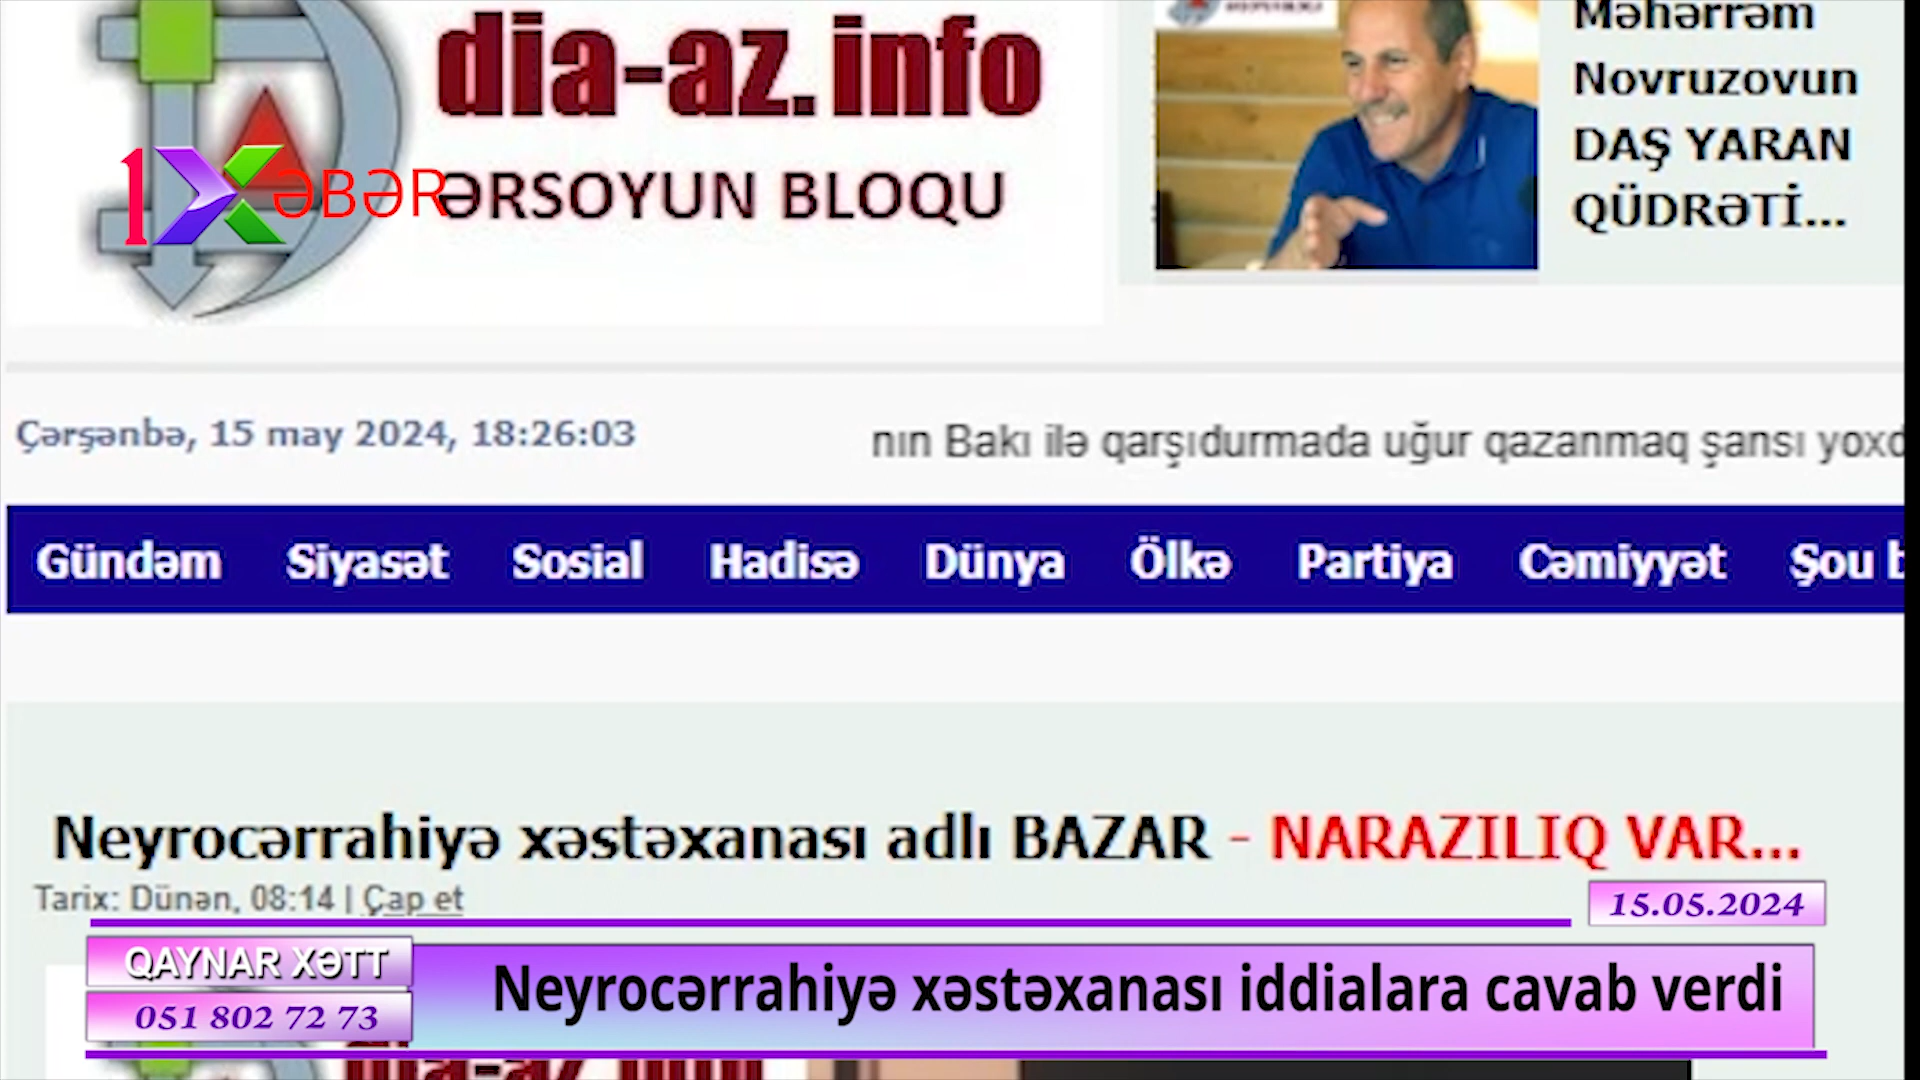 dia-az.info
ƏRSOYUN BLOQU
1XƏBƏR
Məhərrəm
Novruzovun
DAŞ YARAN
QÜDRƏTİ...
Çərşənbə, 15 may 2024, 18:26:03
nın Bakı ilə qarşıdurmada uğur qazanmaq şansı yoxd
Gündəm Siyasət Sosial Hadisə Dünya Ölkə Partiya Cəmiyyət Şou b
Neyrocərrahiyə xəstəxanası adlı BAZAR - NARAZILIQ VAR...
Tarix: Dünən, 08:14 | Çap et
15.05.2024
QAYNAR XƏTT
051 802 72 73
Neyrocərrahiyə xəstəxanası iddialara cavab verdi